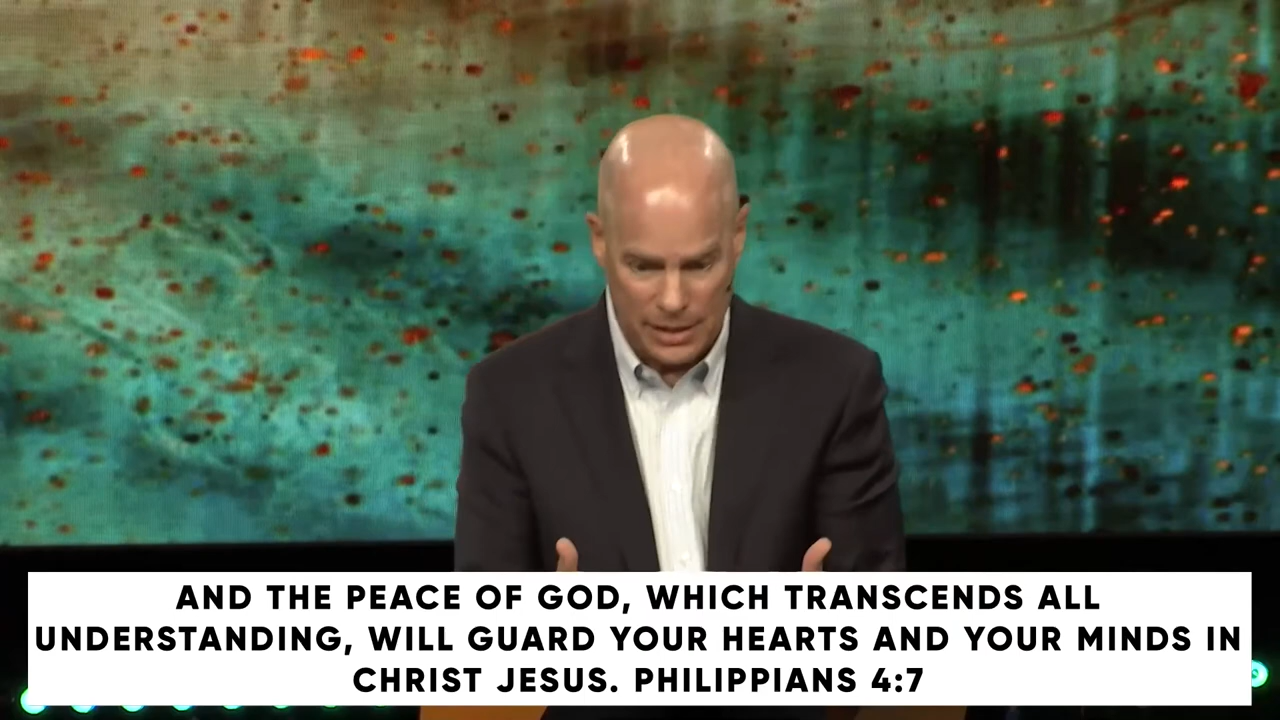 AND THE PEACE OF GOD, WHICH TRANSCENDS ALL
UNDERSTANDING, WILL GUARD YOUR HEARTS AND YOUR MINDS IN
CHRIST JESUS. PHILIPPIANS 4:7